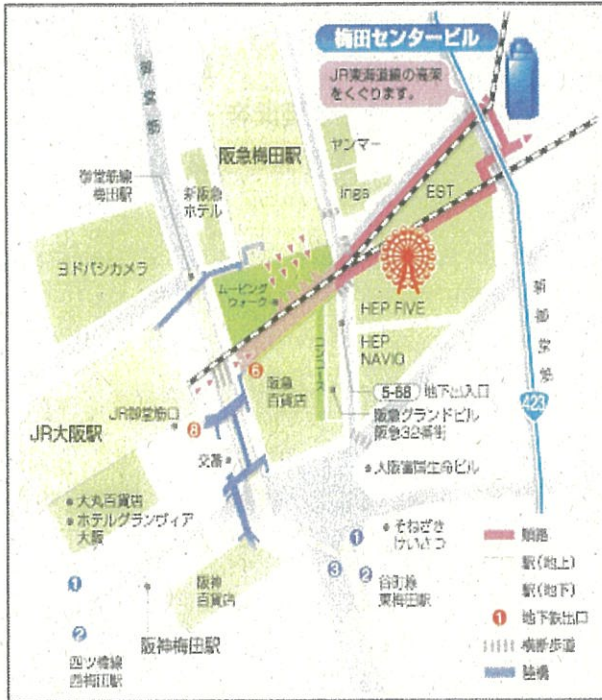 梅田センタービル
JR東海道線の高架
をくぐります。
御堂筋
阪急梅田駅
ヤンマー
御堂筋線
梅田駅
新阪急
ホテル
ings
EST
ヨドバシカメラ
ムービング
ウォーク
HEP FIVE
HEP
NAVIO
新御堂筋
コンコース
6
阪急
百貨店
5-68 地下出入口
423
阪急グランドビル
阪急32番街
JR御堂筋口
8
JR大阪駅
交番
大阪富国生命ビル
大丸百貨店
ホテルグランヴィア
大阪
1
そねざき
けいさつ
3
2
谷町線
東梅田駅
阪神
百貨店
1
2
四ツ橋線
西梅田駅
阪神梅田駅
順路
駅(地上)
駅(地下)
1 地下鉄出口
横断歩道
陸橋